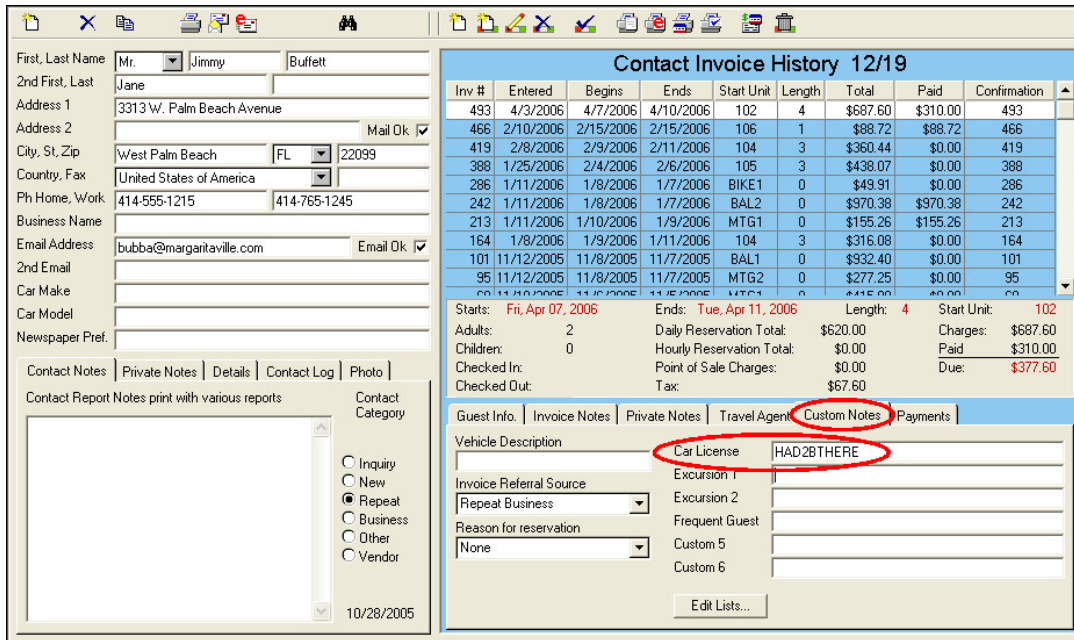 First, Last Name Mr. Jimmy Buffett
2nd First, Last Jane
Address 1 3313 W. Palm Beach Avenue
Address 2 Mail Ok
City, St, Zip West Palm Beach FL 22099
Country, Fax United States of America
Ph Home, Work 414-555-1215 414-765-1245
Business Name
Email Address bubba@margaritaville.com Email Ok
2nd Email
Car Make
Car Model
Newspaper Pref.
Contact Notes Private Notes Details Contact Log Photo
Contact Report Notes print with various reports
Contact
Category
Inquiry
New
Repeat
Business
Other
Vendor
10/28/2005
Contact Invoice History 12/19
Inv # Entered Begins Ends Start Unit Length Total Paid Confirmation
493 4/3/2006 4/7/2006 4/10/2006 102 4 $687.60 $310.00 493
466 2/10/2006 2/15/2006 2/15/2006 106 1 $88.72 $88.72 466
419 2/8/2006 2/9/2006 2/11/2006 104 3 $360.44 $0.00 419
388 1/25/2006 2/4/2006 2/6/2006 105 3 $438.07 $0.00 388
286 1/11/2006 1/8/2006 1/7/2006 BIKE1 0 $49.91 $0.00 286
242 1/11/2006 1/8/2006 1/7/2006 BAL2 0 $970.38 $970.38 242
213 1/11/2006 1/10/2006 1/9/2006 MTG1 0 $155.26 $155.26 213
164 1/8/2006 1/9/2006 1/11/2006 104 3 $316.08 $0.00 164
101 11/12/2005 11/8/2005 11/7/2005 BAL1 0 $932.40 $0.00 101
95 11/12/2005 11/8/2005 11/7/2005 MTG2 0 $277.25 $0.00 95
Starts: Fri, Apr 07, 2006 Ends: Tue, Apr 11, 2006 Length: 4 Start Unit: 102
Adults: 2 Daily Reservation Total: $620.00 Charges: $687.60
Children: 0 Hourly Reservation Total: $0.00 Paid $310.00
Checked In: Point of Sale Charges: $0.00 Due: $377.60
Checked Out: Tax: $67.60
Guest Info. Invoice Notes Private Notes Travel Agent Custom Notes Payments
Vehicle Description
Invoice Referral Source
Repeat Business
Reason for reservation
None
Car License HAD2BTHERE
Excursion 1
Excursion 2
Frequent Guest
Custom 5
Custom 6
Edit Lists...